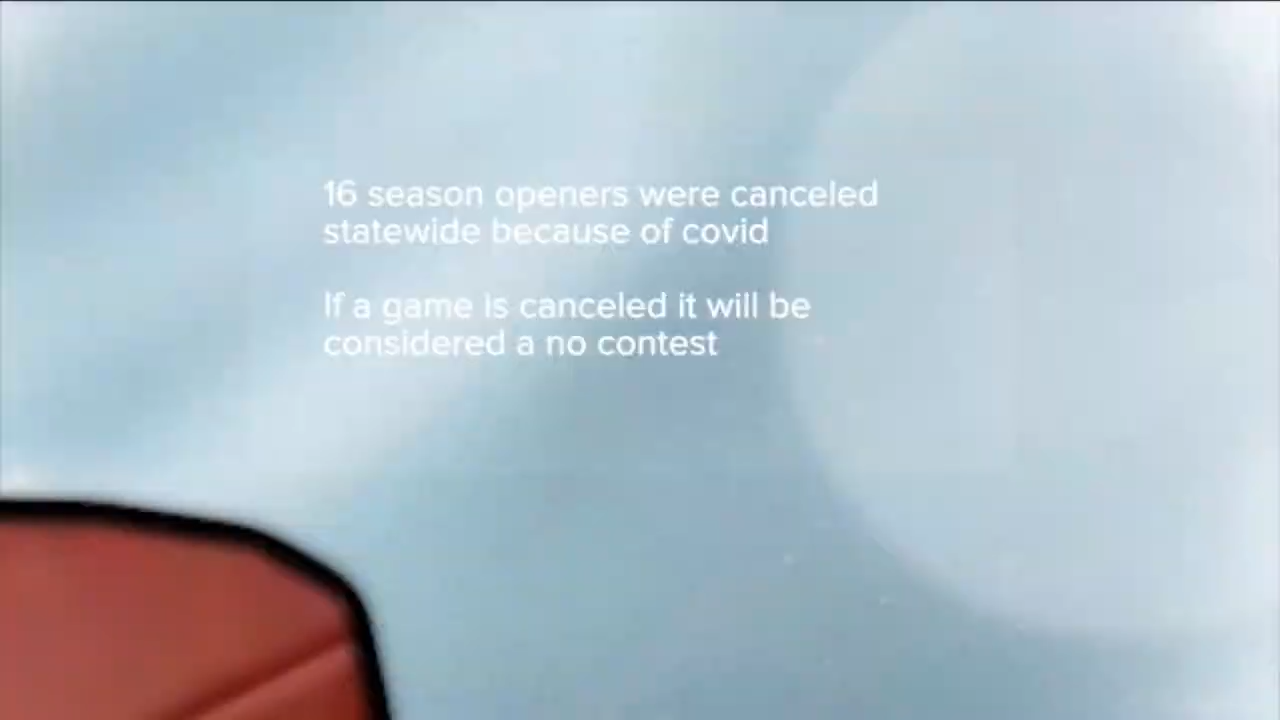 16 season openers were canceled
statewide because of covid
If a game is canceled it will be
considered a no contest